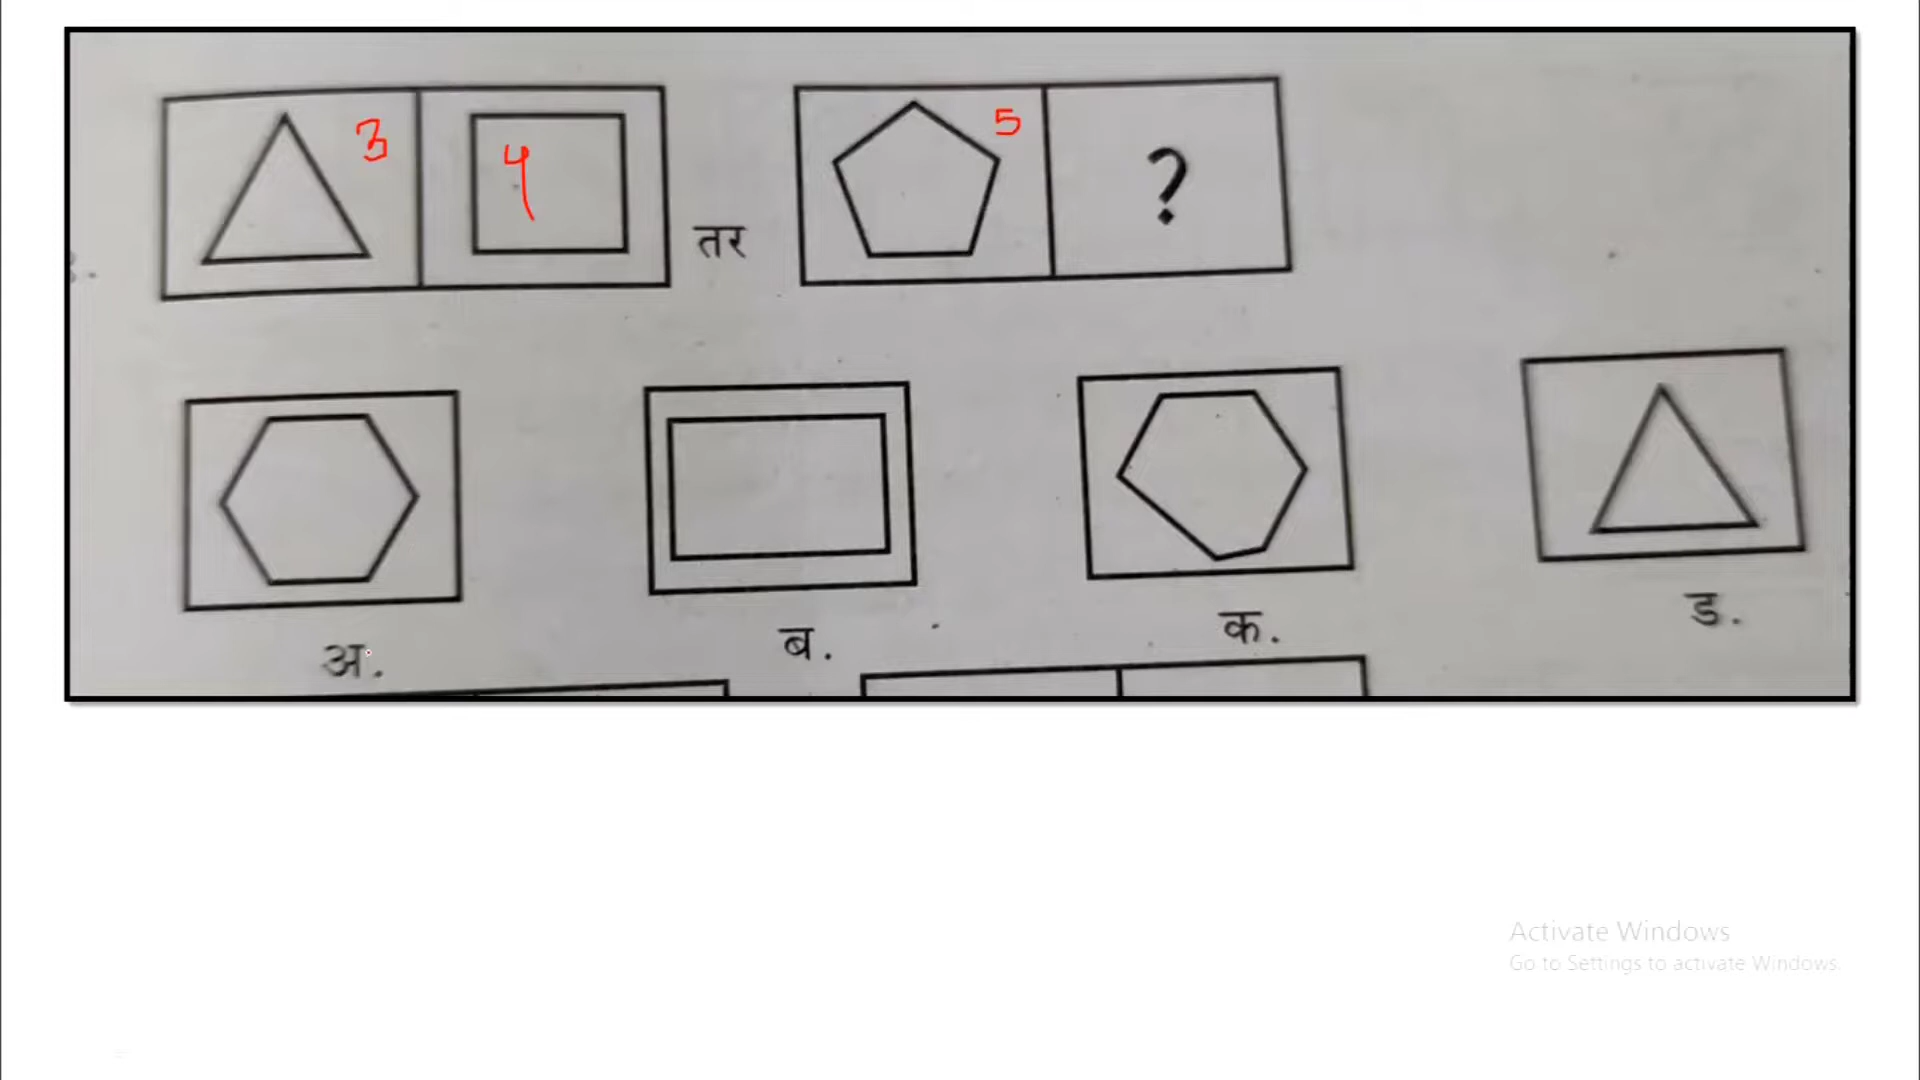 3 4 तर 5 ?
अ. ब. क. ड.
Activate Windows
Go to Settings to activate Windows.